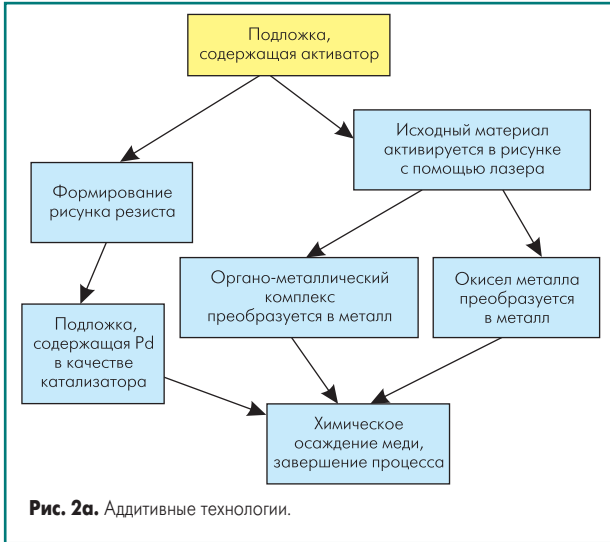 Подложка,
содержащая активатор
Исходный материал
активируется в рисунке
с помощью лазера
Формирование
рисунка резиста
Органо-металлический
комплекс
преобразуется в металл
Окисел металла
преобразуется
в металл
Подложка,
содержащая Pd
в качестве
катализатора
Химическое
осаждение меди,
завершение процесса
Рис. 2а. Аддитивные технологии.